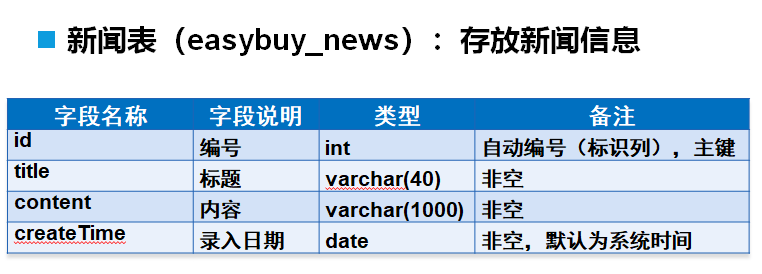 新闻表（easybuy_news）：存放新闻信息
字段名称 字段说明 类型 备注
id 编号 int 自动编号（标识列），主键
title 标题 varchar(40) 非空
content 内容 varchar(1000) 非空
createTime 录入日期 date 非空，默认为系统时间